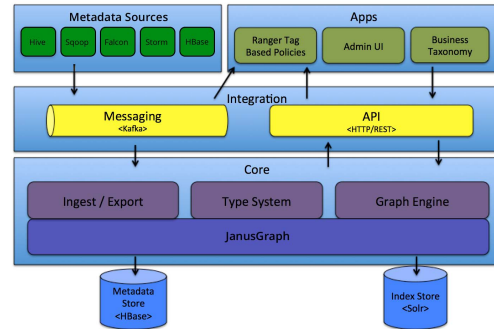 Metadata Sources
Hive
Sqoop
Falcon
Storm
HBase
Apps
Ranger Tag
Based Policies
Admin UI
Business
Taxonomy
Integration
Messaging
<Kafka>
API
<HTTP/REST>
Core
Ingest / Export
Type System
Graph Engine
JanusGraph
Metadata
Store
<HBase>
Index Store
<Solr>